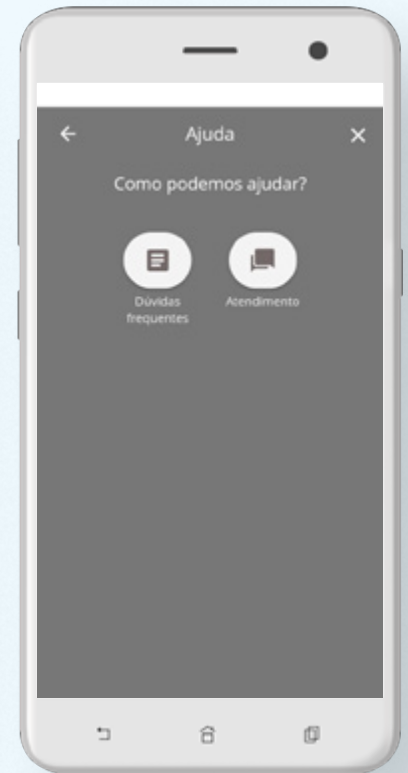 Ajuda
Como podemos ajudar?
Dúvidas
frequentes
Atendimento